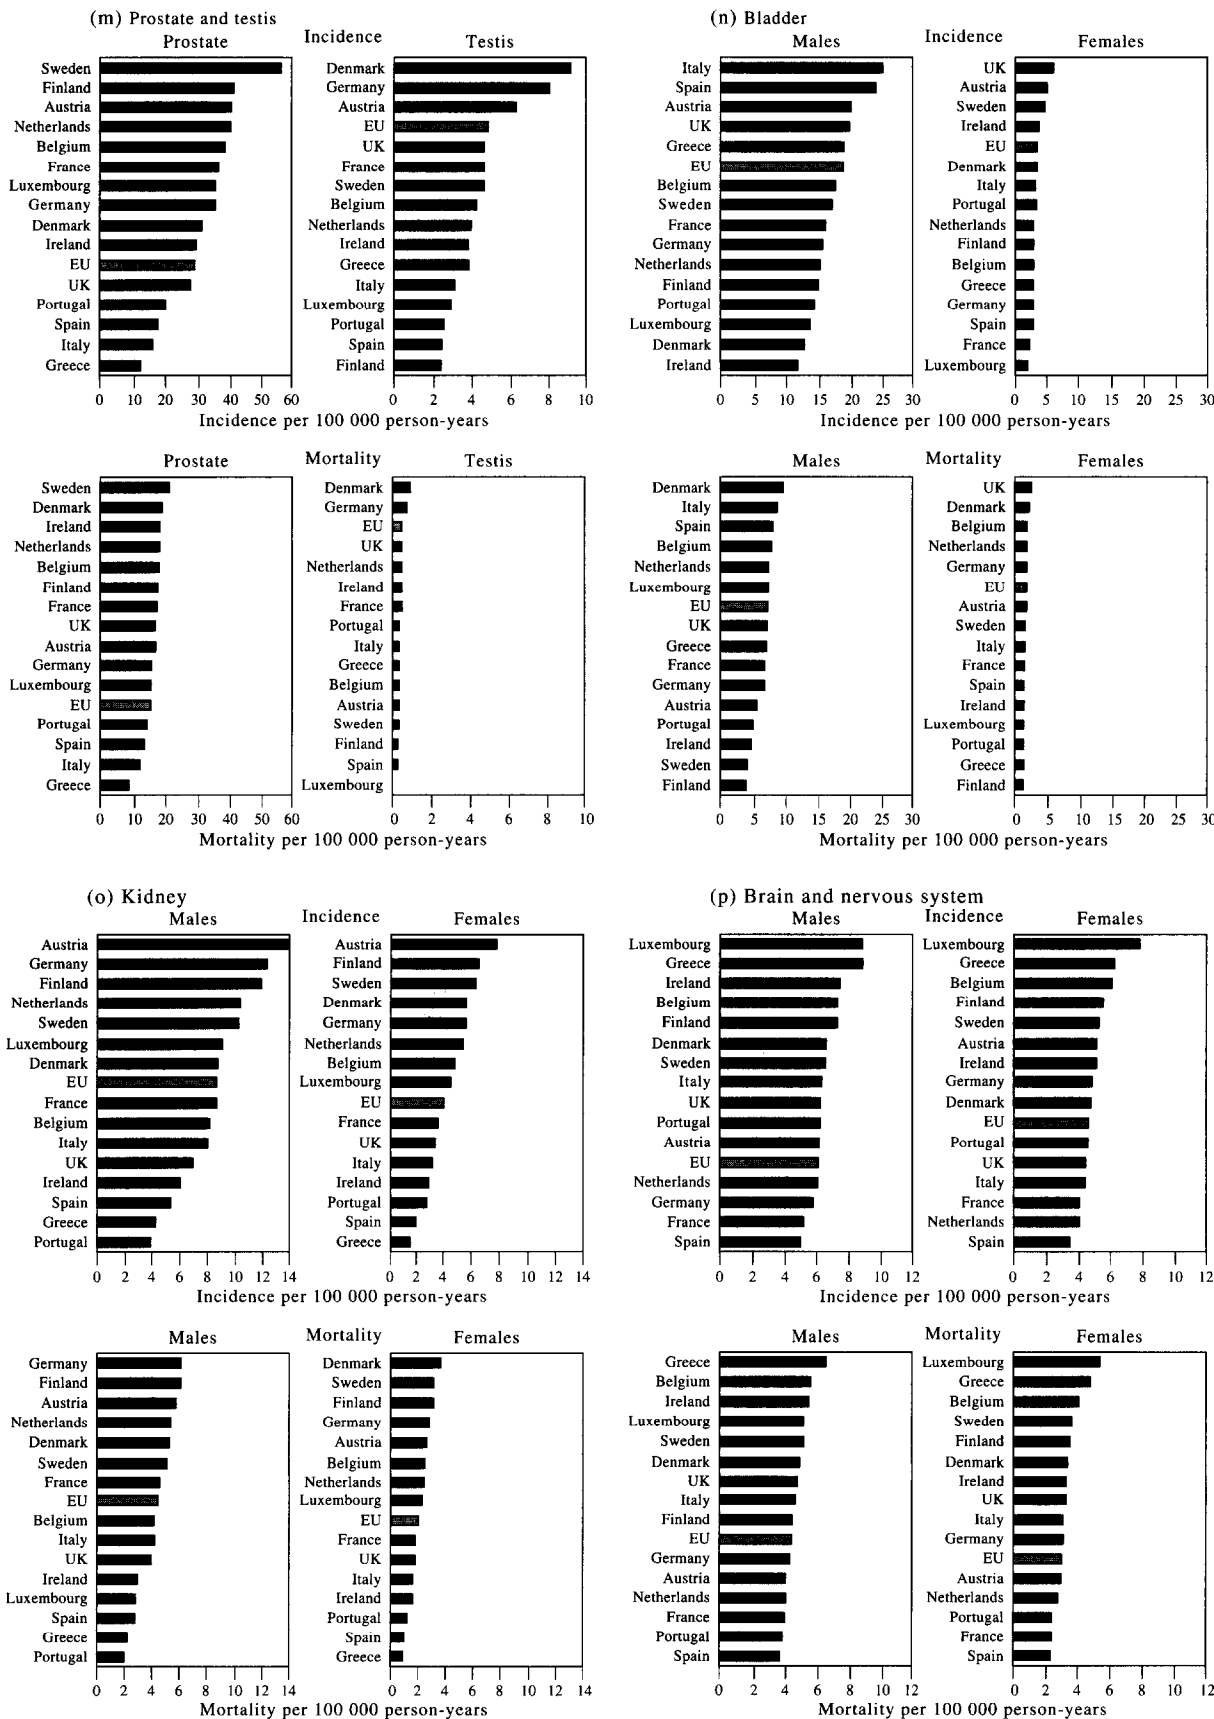 (m) Prostate and testis
Prostate
Incidence
Testis
Sweden
Finland
Austria
Netherlands
Belgium
France
Luxembourg
Germany
Denmark
Ireland
EU
UK
Portugal
Spain
Italy
Greece
0 10 20 30 40 50 60
Denmark
Germany
Austria
EU
UK
France
Sweden
Belgium
Netherlands
Ireland
Greece
Italy
Luxembourg
Portugal
Spain
Finland
0 2 4 6 8 10
Incidence per 100 000 person-years
Prostate
Mortality
Testis
Sweden
Denmark
Ireland
Netherlands
Belgium
Finland
France
UK
Austria
Germany
Luxembourg
EU
Portugal
Spain
Italy
Greece
0 10 20 30 40 50 60
Denmark
Germany
EU
UK
Netherlands
Ireland
France
Portugal
Italy
Greece
Belgium
Austria
Sweden
Finland
Spain
Luxembourg
0 2 4 6 8 10
Mortality per 100 000 person-years
(n) Bladder
Males
Incidence
Females
Italy
Spain
Austria
UK
Greece
EU
Belgium
Sweden
France
Germany
Netherlands
Finland
Portugal
Luxembourg
Denmark
Ireland
0 5 10 15 20 25 30
UK
Austria
Sweden
Ireland
EU
Denmark
Italy
Portugal
Netherlands
Finland
Belgium
Greece
Germany
Spain
France
Luxembourg
0 5 10 15 20 25 30
Incidence per 100 000 person-years
Males
Mortality
Females
Denmark
Italy
Spain
Belgium
Netherlands
Luxembourg
EU
UK
Greece
France
Germany
Austria
Portugal
Ireland
Sweden
Finland
0 5 10 15 20 25 30
UK
Denmark
Belgium
Netherlands
Germany
EU
Austria
Sweden
Italy
France
Spain
Ireland
Luxembourg
Portugal
Greece
Finland
0 5 10 15 20 25 30
Mortality per 100 000 person-years
(o) Kidney
Males
Incidence
Females
Austria
Germany
Finland
Netherlands
Sweden
Luxembourg
Denmark
EU
France
Belgium
Italy
UK
Ireland
Spain
Greece
Portugal
0 2 4 6 8 10 12 14
Austria
Finland
Sweden
Denmark
Germany
Netherlands
Belgium
Luxembourg
EU
France
UK
Italy
Ireland
Portugal
Spain
Greece
0 2 4 6 8 10 12 14
Incidence per 100 000 person-years
Males
Mortality
Females
Germany
Finland
Austria
Netherlands
Denmark
Sweden
France
EU
Belgium
Italy
UK
Ireland
Luxembourg
Spain
Greece
Portugal
0 2 4 6 8 10 12 14
Denmark
Sweden
Finland
Germany
Austria
Belgium
Netherlands
Luxembourg
EU
France
UK
Italy
Ireland
Portugal
Spain
Greece
0 2 4 6 8 10 12 14
Mortality per 100 000 person-years
(p) Brain and nervous system
Males
Incidence
Females
Luxembourg
Greece
Ireland
Belgium
Finland
Denmark
Sweden
Italy
UK
Portugal
Austria
EU
Netherlands
Germany
France
Spain
0 2 4 6 8 10 12
Luxembourg
Greece
Belgium
Finland
Sweden
Austria
Ireland
Germany
Denmark
EU
Portugal
UK
Italy
France
Netherlands
Spain
0 2 4 6 8 10 12
Incidence per 100 000 person-years
Males
Mortality
Females
Greece
Belgium
Ireland
Luxembourg
Sweden
Denmark
UK
Italy
Finland
EU
Germany
Austria
Netherlands
France
Portugal
Spain
0 2 4 6 8 10 12
Luxembourg
Greece
Belgium
Sweden
Finland
Denmark
Ireland
UK
Italy
Germany
EU
Austria
Netherlands
Portugal
France
Spain
0 2 4 6 8 10 12
Mortality per 100 000 person-years